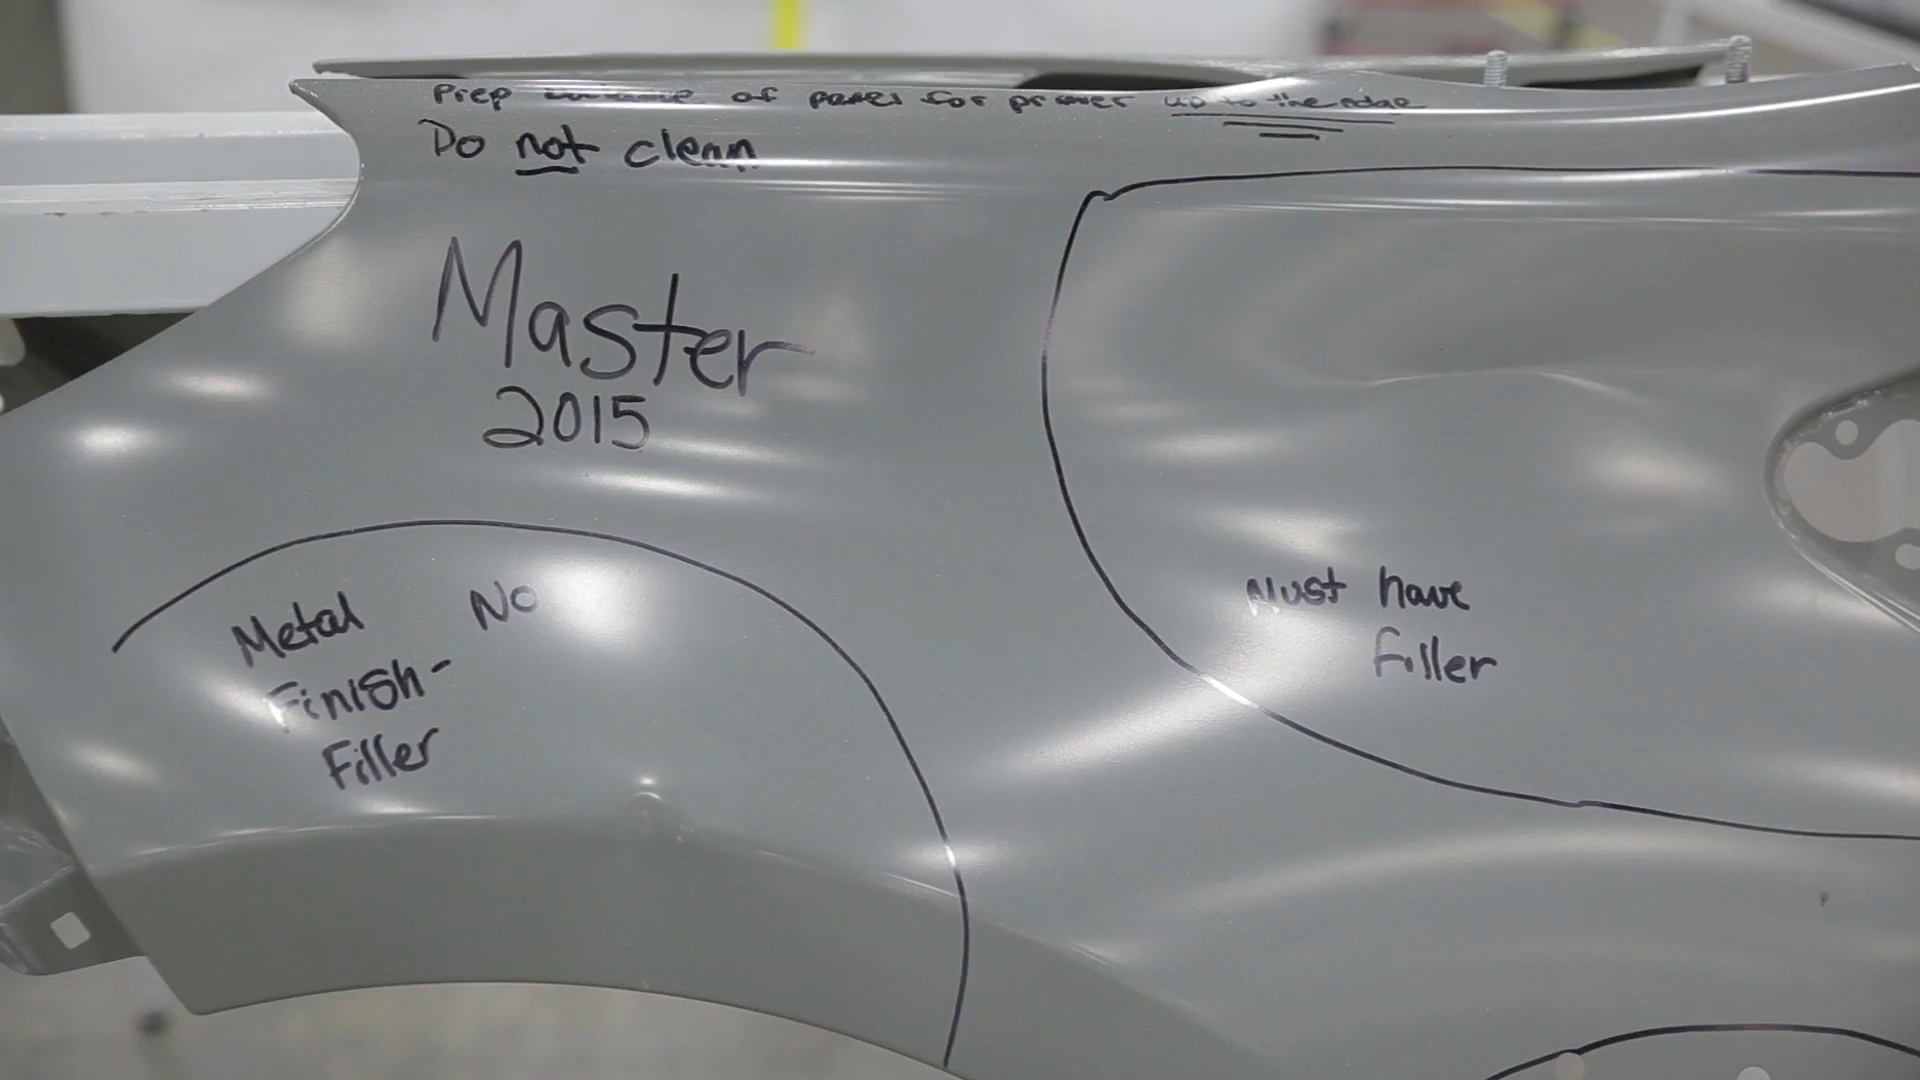 Prep of panel for primer up to the edge
Do not clean
Master
2015
Metal No
Finish-
Filler
Must have
filler